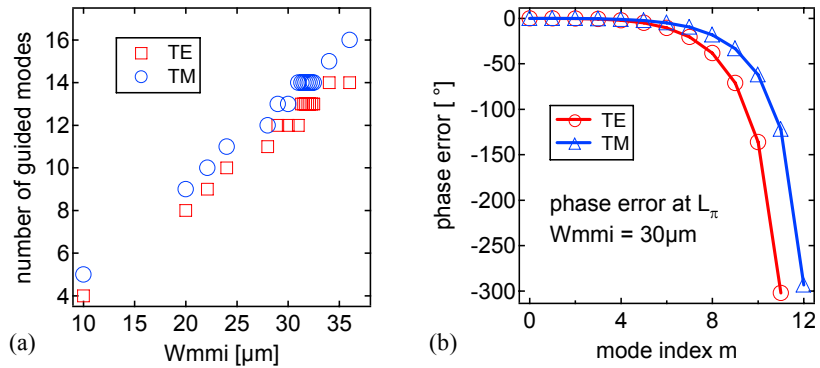 16
14
12
10
8
6
4
number of guided modes
TE
TM
10
15
20
25
30
35
Wmmi [µm]
(a)
0
-50
-100
-150
-200
-250
-300
phase error [ °]
TE
TM
phase error at Lπ
Wmmi = 30µm
0
4
8
12
mode index m
(b)